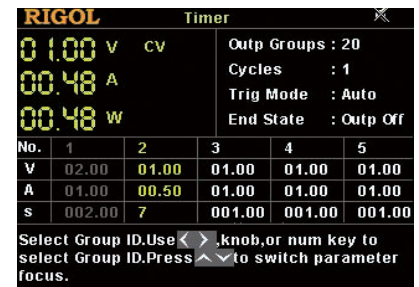 RIGOL Timer
01.00 V CV
00.48 A
00.48 W
Outp Groups : 20
Cycles : 1
Trig Mode : Auto
End State : Outp Off
No. 1 2 3 4 5
V 02.00 01.00 01.00 01.00 01.00
A 01.00 00.50 01.00 01.00 01.00
s 002.00 7 001.00 001.00 001.00
Select Group ID.Use < > ,knob,or num key to
select Group ID.Press to switch parameter
focus.